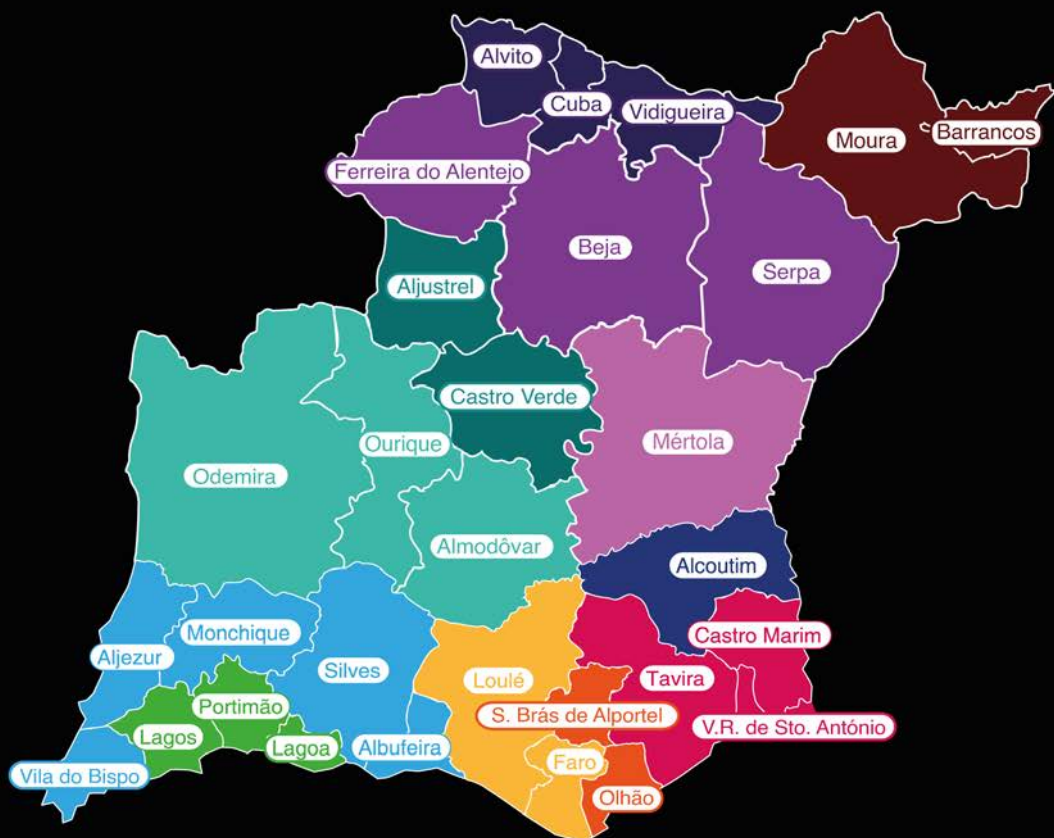 Alvito
Cuba
Vidigueira
Moura
Barrancos
Ferreira do Alentejo
Beja
Serpa
Aljustrel
Castro Verde
Ourique
Mértola
Odemira
Almodôvar
Alcoutim
Monchique
Castro Marim
Aljezur
Silves
Loulé
Tavira
Portimão
S. Brás de Alportel
V.R. de Sto. António
Lagos
Lagoa
Albufeira
Faro
Vila do Bispo
Olhão